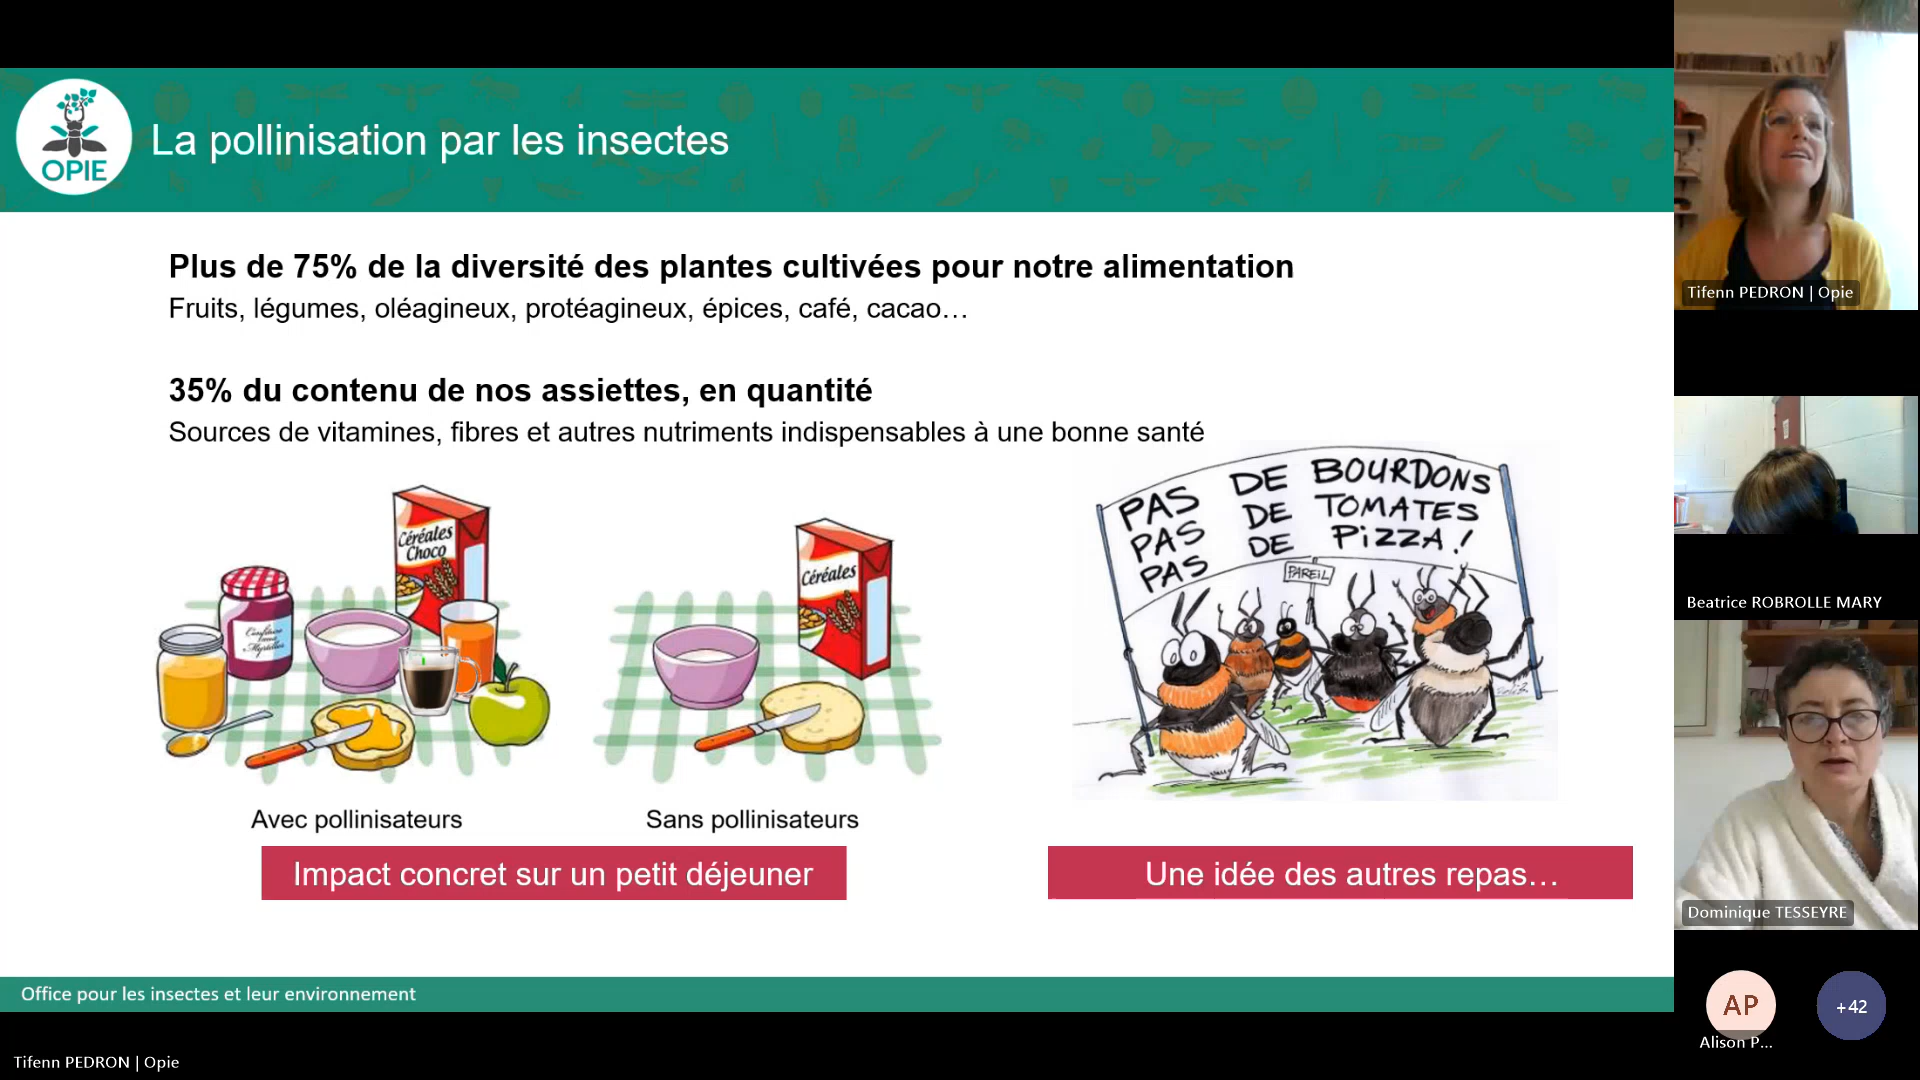 OPIE
La pollinisation par les insectes
Plus de 75% de la diversité des plantes cultivées pour notre alimentation
Fruits, légumes, oléagineux, protéagineux, épices, café, cacao…
35% du contenu de nos assiettes, en quantité
Sources de vitamines, fibres et autres nutriments indispensables à une bonne santé
Céréales
Choco
Confiture
aux
Myrtilles
Céréales
PAS DE BOURDONS
PAS DE TOMATES
PAS DE PIZZA!
PAREIL
Avec pollinisateurs
Sans pollinisateurs
Impact concret sur un petit déjeuner
Une idée des autres repas…
Office pour les insectes et leur environnement
Tifenn PEDRON | Opie
Tifenn PEDRON | Opie
Beatrice ROBROLLE MARY
Dominique TESSEYRE
AP
Alison P...
+42